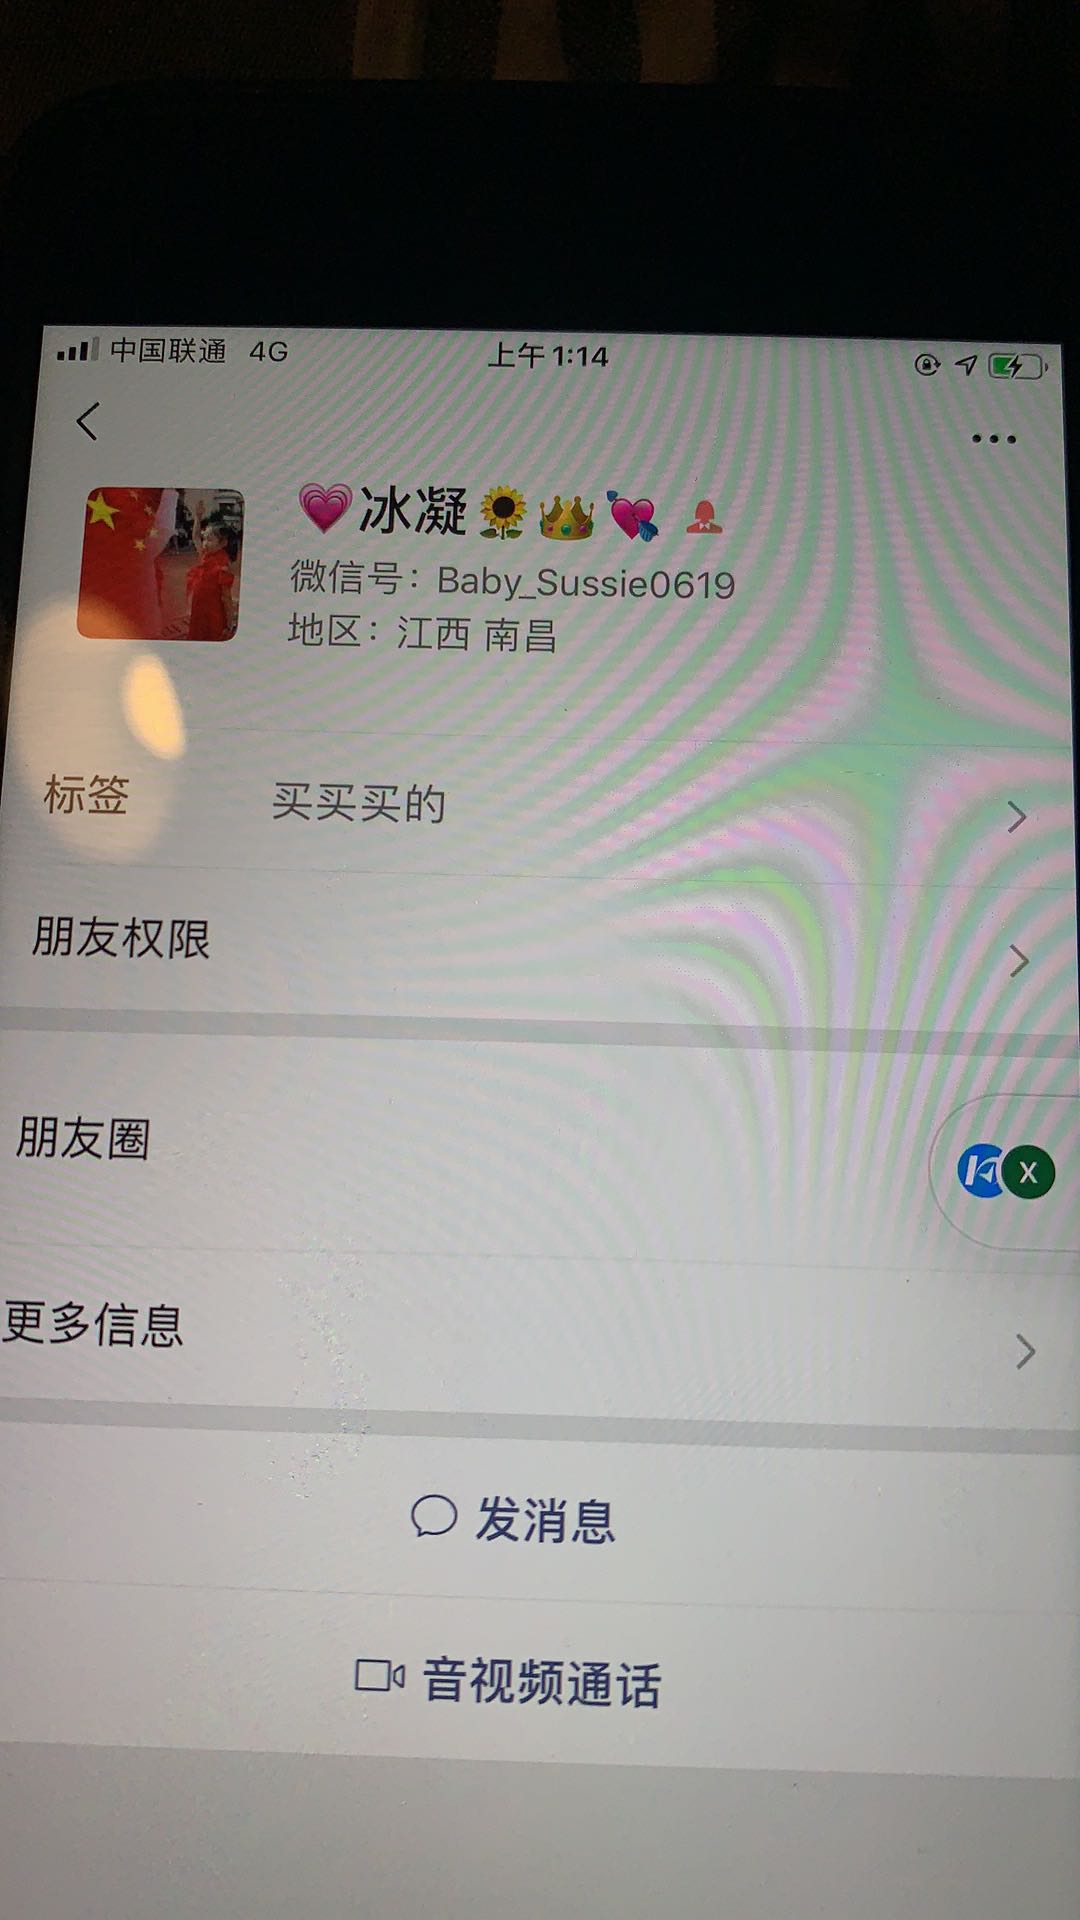 中国联通 4G 上午1:14
💗冰凝🌻👑💘
微信号：Baby_Sussie0619
地区：江西 南昌
标签 买买买的
朋友权限
朋友圈
X
更多信息
发消息
音视频通话